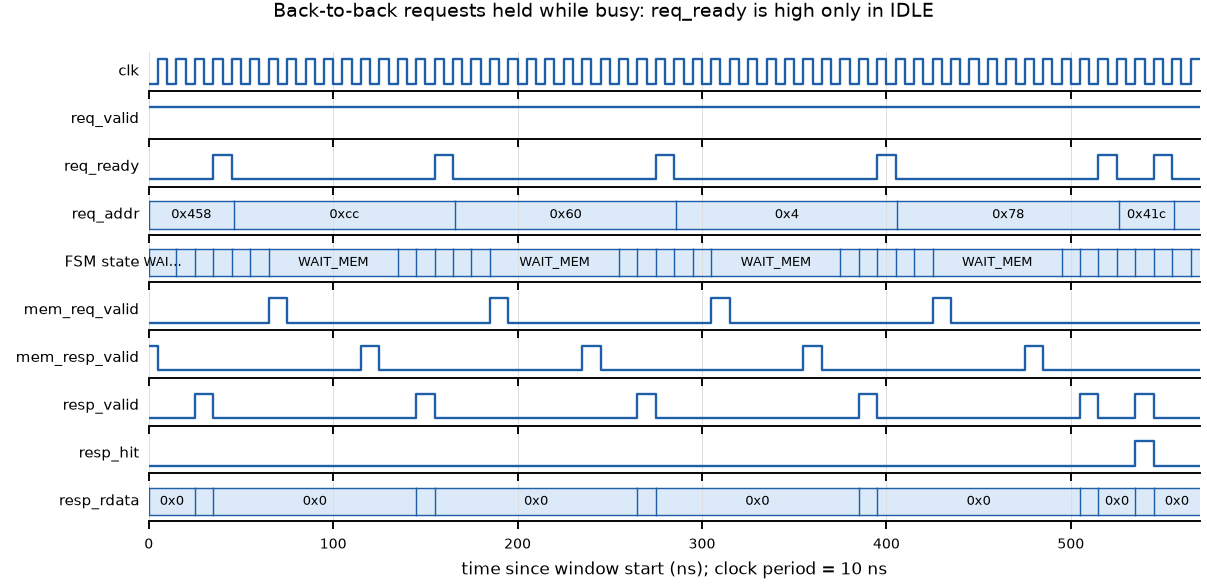 Back-to-back requests held while busy: req_ready is high only in IDLE
clk
req_valid
req_ready
req_addr 0x458 0xcc 0x60 0x4 0x78 0x41c
FSM state WAI... WAIT_MEM WAIT_MEM WAIT_MEM WAIT_MEM
mem_req_valid
mem_resp_valid
resp_valid
resp_hit
resp_rdata 0x0 0x0 0x0 0x0 0x0 0x0 0x0
0 100 200 300 400 500
time since window start (ns); clock period = 10 ns